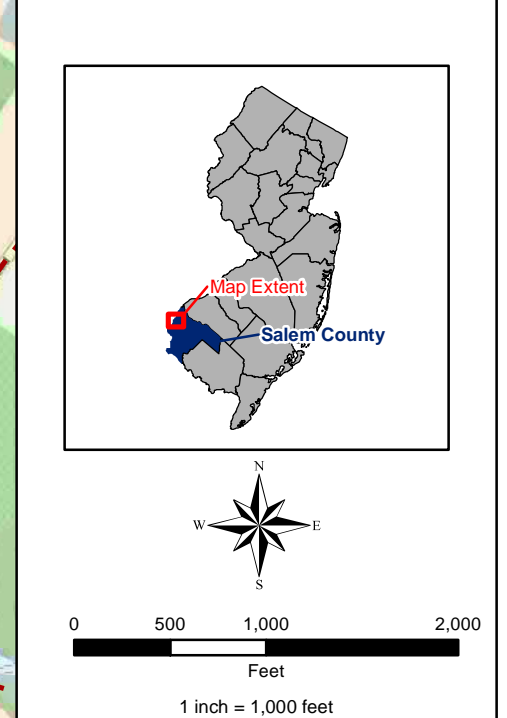 Map Extent
Salem County
N
W E
S
0 500 1,000 2,000
Feet
1 inch = 1,000 feet